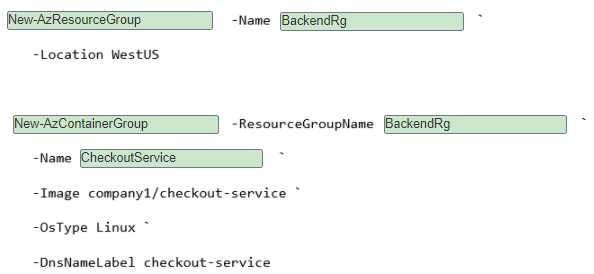 New-AzResourceGroup -Name BackendRg `
-Location WestUS
New-AzContainerGroup -ResourceGroupName BackendRg `
-Name CheckoutService `
-Image company1/checkout-service `
-OsType Linux `
-DnsNameLabel checkout-service